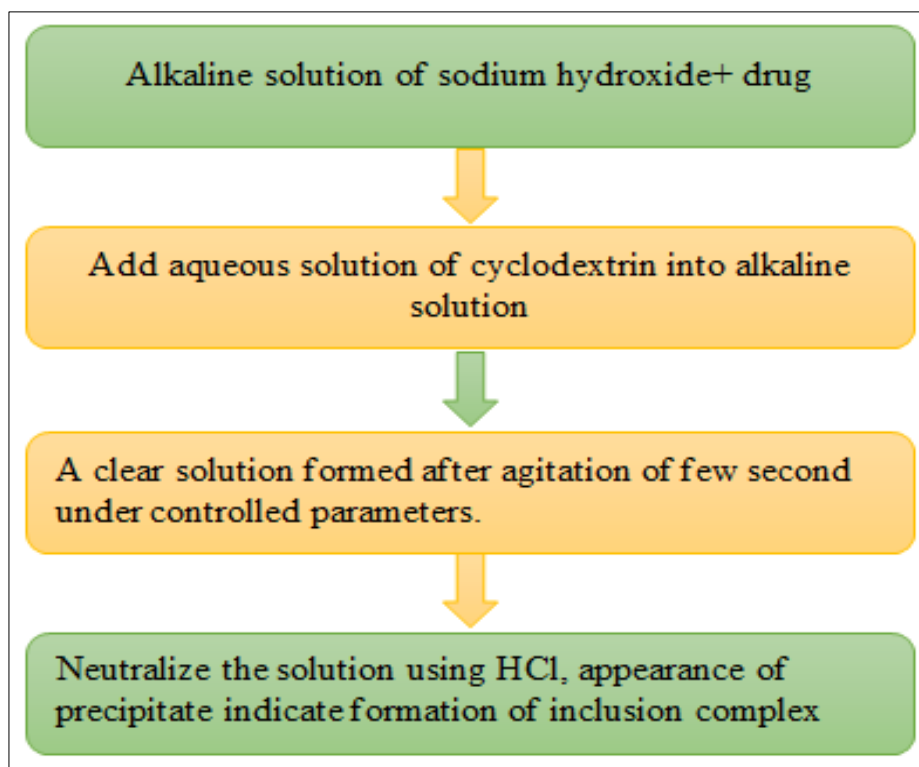 Alkaline solution of sodium hydroxide+ drug
Add aqueous solution of cyclodextrin into alkaline
solution
A clear solution formed after agitation of few second
under controlled parameters.
Neutralize the solution using HCl, appearance of
precipitate indicate formation of inclusion complex